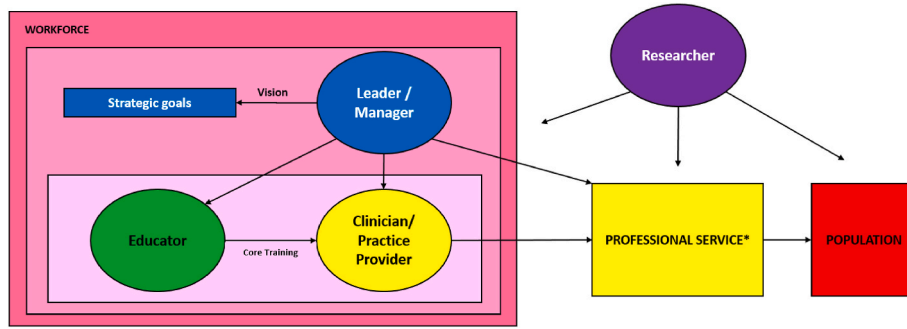 WORKFORCE
Researcher
Strategic goals
Vision
Leader /
Manager
Educator
Core Training
Clinician/
Practice
Provider
PROFESSIONAL SERVICE*
POPULATION